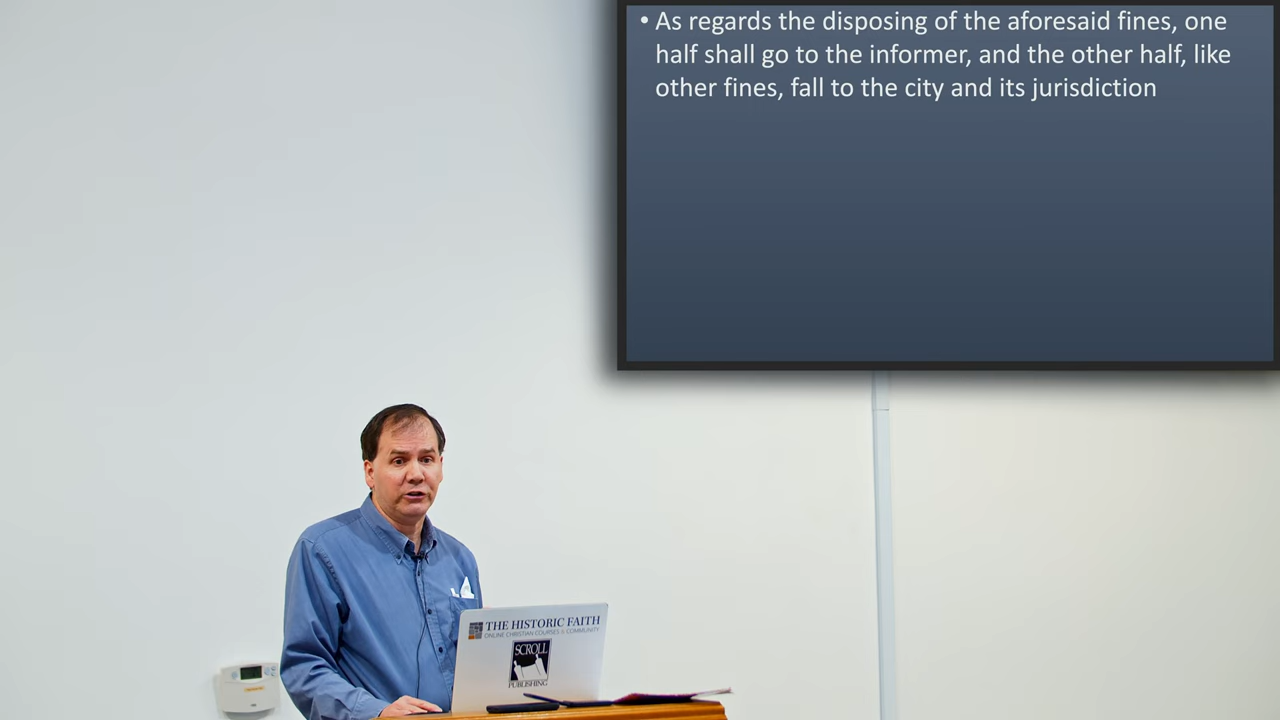 • As regards the disposing of the aforesaid fines, one
half shall go to the informer, and the other half, like
other fines, fall to the city and its jurisdiction
THE HISTORIC FAITH
ONLINE CHRISTIAN COURSES & COMMUNITY
SCROLL
PUBLISHING